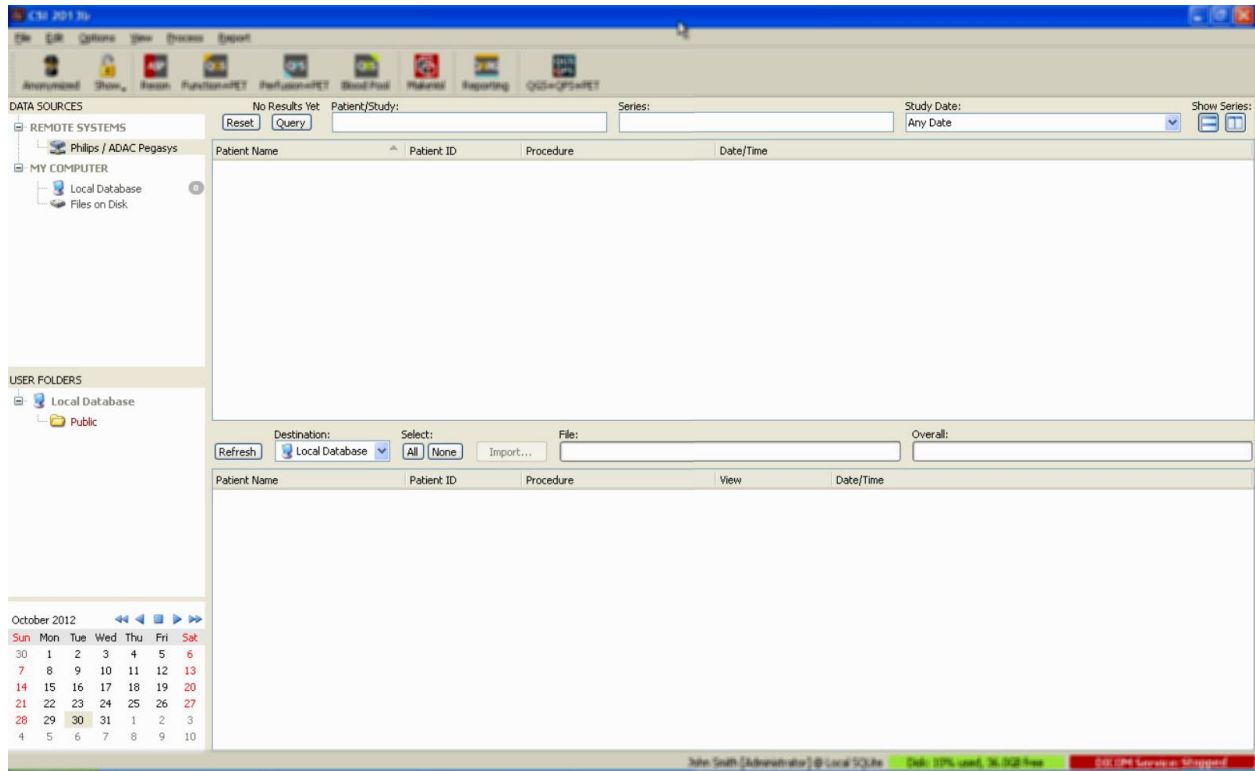 CSI 2013b
File Edit Options View Process Export
Anonymized Show Recon Function+PET Perfusion+PET Blood Pool Reporting QGS+QPS+PET
DATA SOURCES
REMOTE SYSTEMS
Philips / ADAC Pegasys
MY COMPUTER
Local Database
Files on Disk
No Results Yet Patient/Study: Series: Study Date: Show Series:
Reset Query Any Date
Patient Name Patient ID Procedure Date/Time
USER FOLDERS
Local Database
Public
Destination: Select: File: Overall:
Refresh Local Database All None Import...
Patient Name Patient ID Procedure View Date/Time
October 2012
Sun Mon Tue Wed Thu Fri Sat
30 1 2 3 4 5 6
7 8 9 10 11 12 13
14 15 16 17 18 19 20
21 22 23 24 25 26 27
28 29 30 31 1 2 3
4 5 6 7 8 9 10
John Smith [Administrator] @ Local SQLite Disk: 10% used, 36.0GB free DICOM Service: Stopped